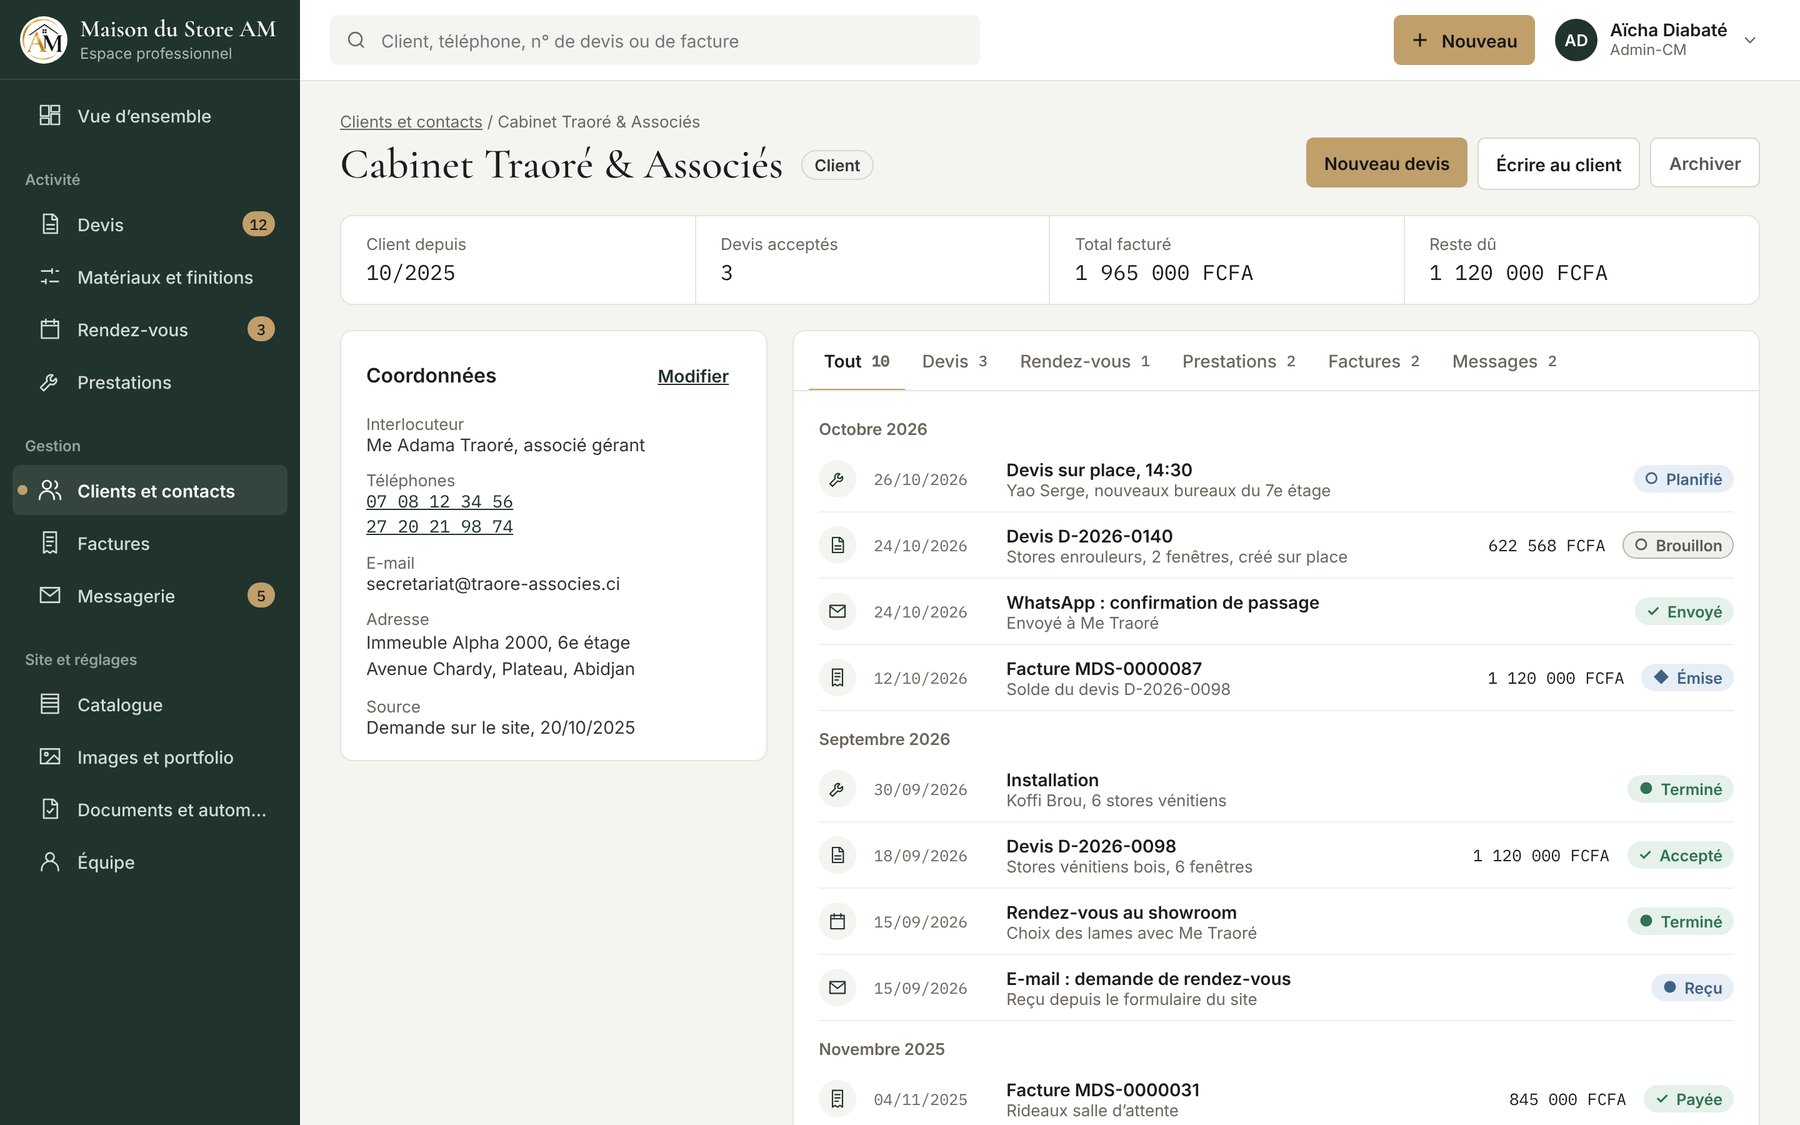 Maison du Store AM
Espace professionnel
Client, téléphone, n° de devis ou de facture
+ Nouveau
AD
Aïcha Diabaté
Admin-CM
Vue d’ensemble
Activité
Devis 12
Matériaux et finitions
Rendez-vous 3
Prestations
Gestion
Clients et contacts
Factures
Messagerie 5
Site et réglages
Catalogue
Images et portfolio
Documents et autom...
Équipe
Clients et contacts / Cabinet Traoré & Associés
Cabinet Traoré & Associés
Client
Nouveau devis
Écrire au client
Archiver
Client depuis
10/2025
Devis acceptés
3
Total facturé
1 965 000 FCFA
Reste dû
1 120 000 FCFA
Coordonnées
Modifier
Interlocuteur
Me Adama Traoré, associé gérant
Téléphones
07 08 12 34 56
27 20 21 98 74
E-mail
secretariat@traore-associes.ci
Adresse
Immeuble Alpha 2000, 6e étage
Avenue Chardy, Plateau, Abidjan
Source
Demande sur le site, 20/10/2025
Tout 10 Devis 3 Rendez-vous 1 Prestations 2 Factures 2 Messages 2
Octobre 2026
26/10/2026
Devis sur place, 14:30
Yao Serge, nouveaux bureaux du 7e étage
Planifié
24/10/2026
Devis D-2026-0140
Stores enrouleurs, 2 fenêtres, créé sur place
622 568 FCFA
Brouillon
24/10/2026
WhatsApp : confirmation de passage
Envoyé à Me Traoré
Envoyé
12/10/2026
Facture MDS-0000087
Solde du devis D-2026-0098
1 120 000 FCFA
Émise
Septembre 2026
30/09/2026
Installation
Koffi Brou, 6 stores vénitiens
Terminé
18/09/2026
Devis D-2026-0098
Stores vénitiens bois, 6 fenêtres
1 120 000 FCFA
Accepté
15/09/2026
Rendez-vous au showroom
Choix des lames avec Me Traoré
Terminé
15/09/2026
E-mail : demande de rendez-vous
Reçu depuis le formulaire du site
Reçu
Novembre 2025
04/11/2025
Facture MDS-0000031
Rideaux salle d’attente
845 000 FCFA
Payée